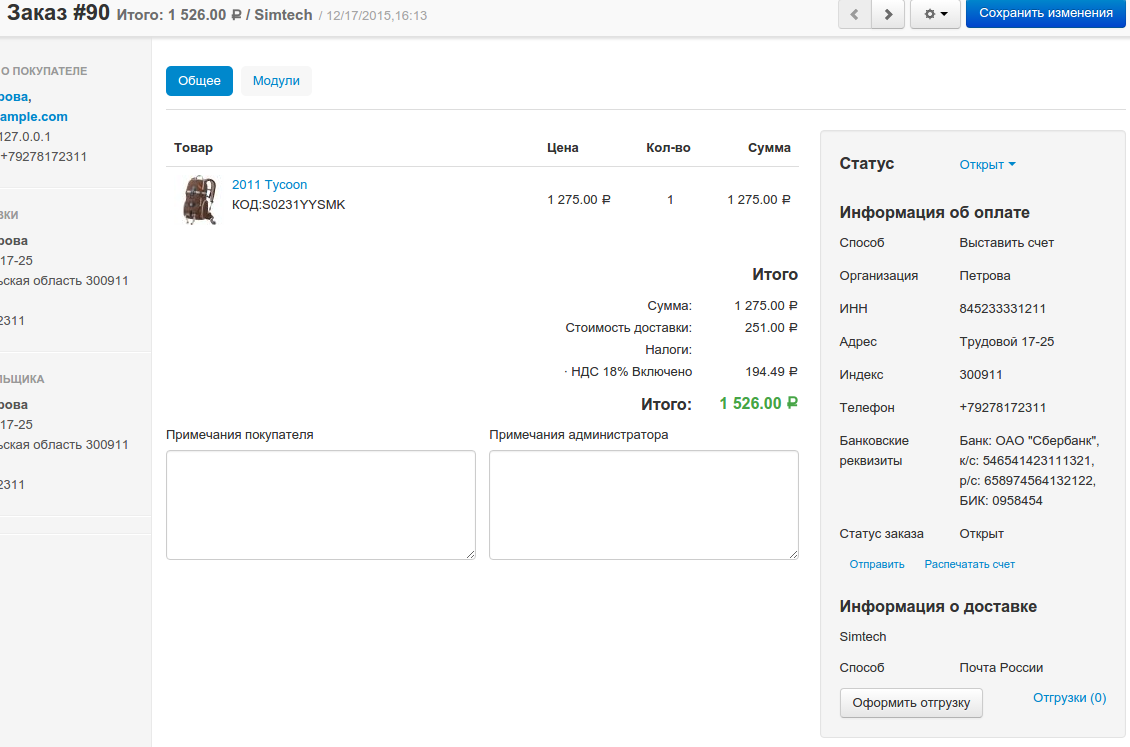 Заказ #90 Итого: 1 526.00 ₽ / Simtech / 12/17/2015,16:13
Сохранить изменения
О ПОКУПАТЕЛЕ
рова,
ample.com
127.0.0.1
+79278172311
ВКИ
рова
17-25
ьская область 300911
2311
ЛЬЩИКА
рова
17-25
ьская область 300911
2311
Общее Модули
Товар Цена Кол-во Сумма
2011 Tycoon
КОД:S0231YYSMK
1 275.00 ₽ 1 1 275.00 ₽
Итого
Сумма: 1 275.00 ₽
Стоимость доставки: 251.00 ₽
Налоги:
· НДС 18% Включено 194.49 ₽
Итого: 1 526.00 ₽
Примечания покупателя Примечания администратора
Статус Открыт
Информация об оплате
Способ Выставить счет
Организация Петрова
ИНН 845233331211
Адрес Трудовой 17-25
Индекс 300911
Телефон +79278172311
Банковские реквизиты
Банк: ОАО "Сбербанк",
к/с: 546541423111321,
р/с: 658974564132122,
БИК: 0958454
Статус заказа Открыт
Отправить Распечатать счет
Информация о доставке
Simtech
Способ Почта России
Оформить отгрузку Отгрузки (0)